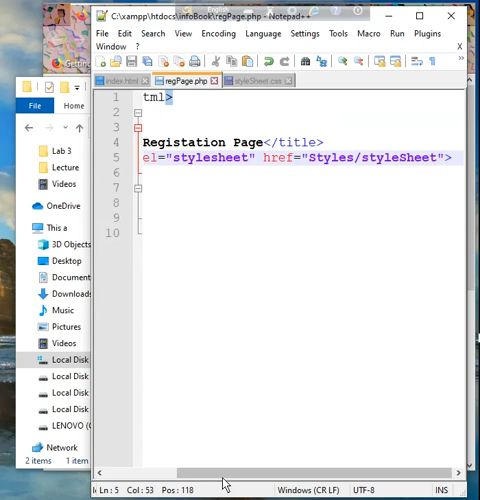 C:\xampp\htdocs\infoBook\regPage.php - Notepad++
File Edit Search View Encoding Language Settings Tools Macro Run Plugins
Window ? X
index.html regPage.php styleSheet.css
1 tml>
2
3
4 Registation Page</title>
5 el="stylesheet" href="Styles/styleSheet">
6
7
8
9
10
File Home
Lab 3
Lecture
Videos
OneDrive
This a
3D Objects
Desktop
Document
Downloads
Music
Pictures
Videos
Local Disk
Local Disk
Local Disk
Local Disk
LENOVO (
Network
2 items 1 item
Ln : 5 Col : 53 Pos : 118 Windows (CR LF) UTF-8 INS